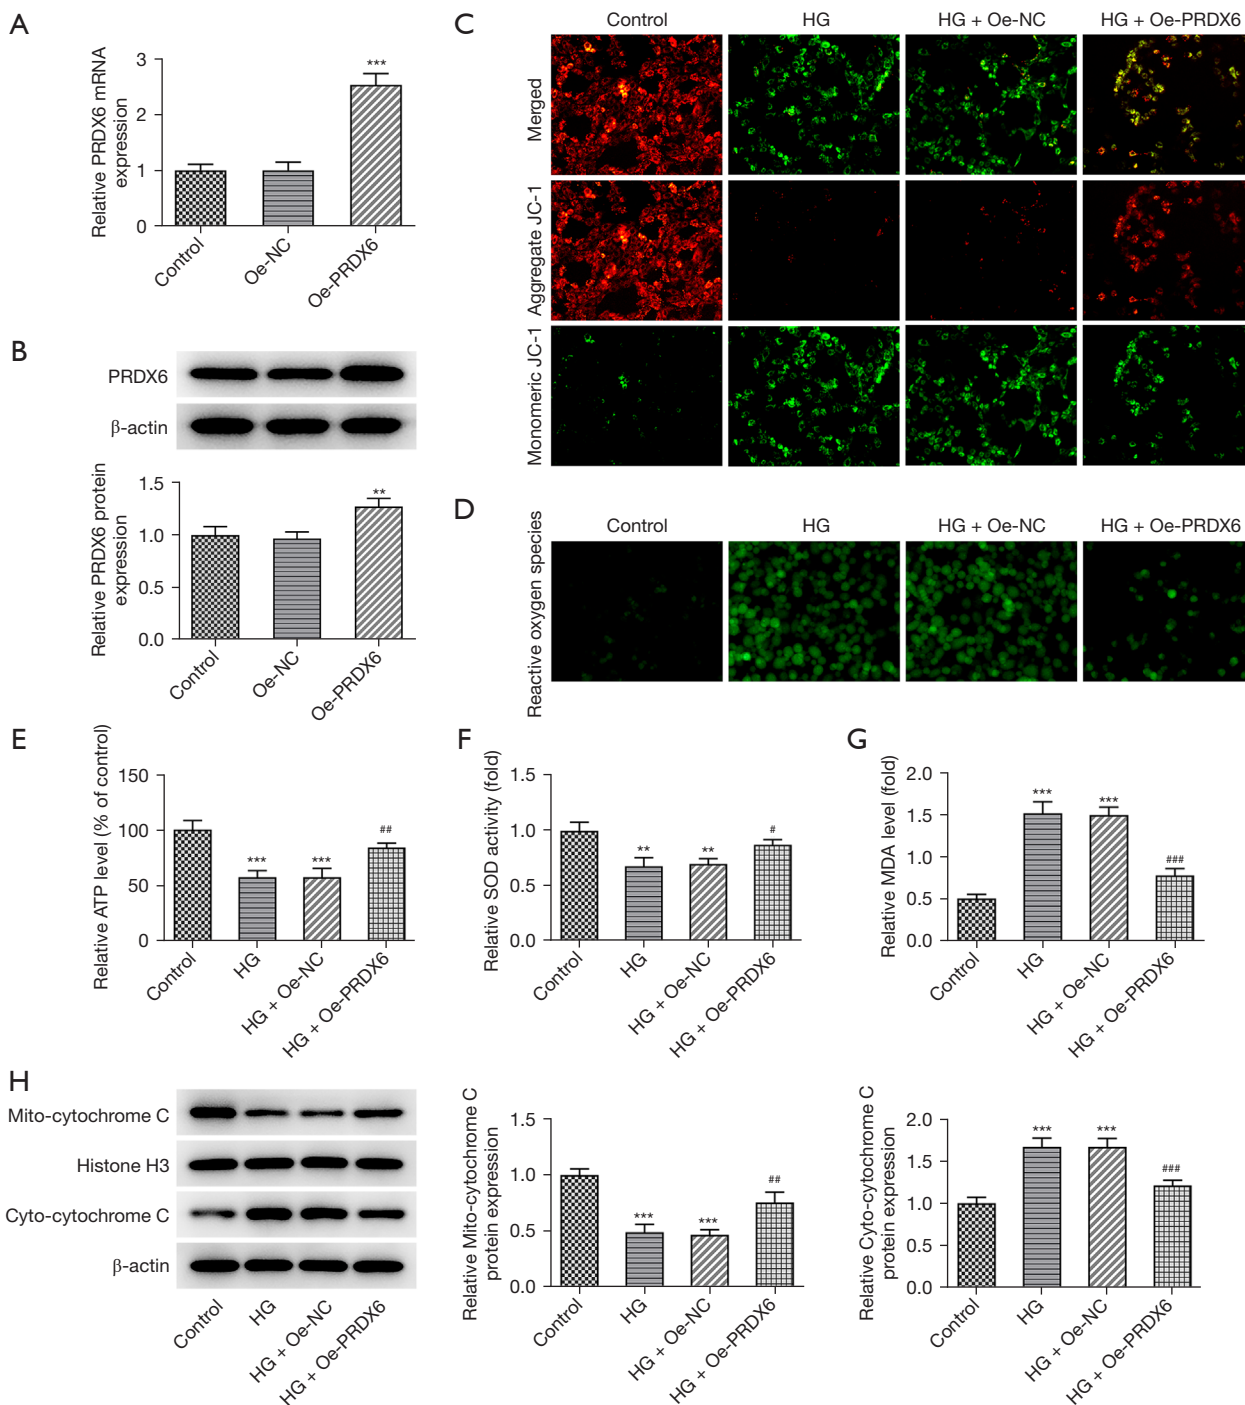 A
Relative PRDX6 mRNA
expression
3
2
1
0
***
Control
Oe-NC
Oe-PRDX6
B
PRDX6
β-actin
Relative PRDX6 protein
expression
1.5
1.0
0.5
0.0
**
Control
Oe-NC
Oe-PRDX6
C
Control
HG
HG + Oe-NC
HG + Oe-PRDX6
Merged
Aggregate JC-1
Monomeric JC-1
D
Control
HG
HG + Oe-NC
HG + Oe-PRDX6
Reactive oxygen species
E
Relative ATP level (% of control)
150
100
50
0
***
***
##
Control
HG
HG + Oe-NC
HG + Oe-PRDX6
F
Relative SOD activity (fold)
1.5
1.0
0.5
0.0
**
**
#
Control
HG
HG + Oe-NC
HG + Oe-PRDX6
G
Relative MDA level (fold)
2.0
1.5
1.0
0.5
0.0
***
***
###
Control
HG
HG + Oe-NC
HG + Oe-PRDX6
H
Mito-cytochrome C
Histone H3
Cyto-cytochrome C
β-actin
Control
HG
HG + Oe-NC
HG + Oe-PRDX6
Relative Mito-cytochrome C
protein expression
1.5
1.0
0.5
0.0
***
***
##
Control
HG
HG + Oe-NC
HG + Oe-PRDX6
Relative Cyto-cytochrome C
protein expression
2.0
1.5
1.0
0.5
0.0
***
***
###
Control
HG
HG + Oe-NC
HG + Oe-PRDX6